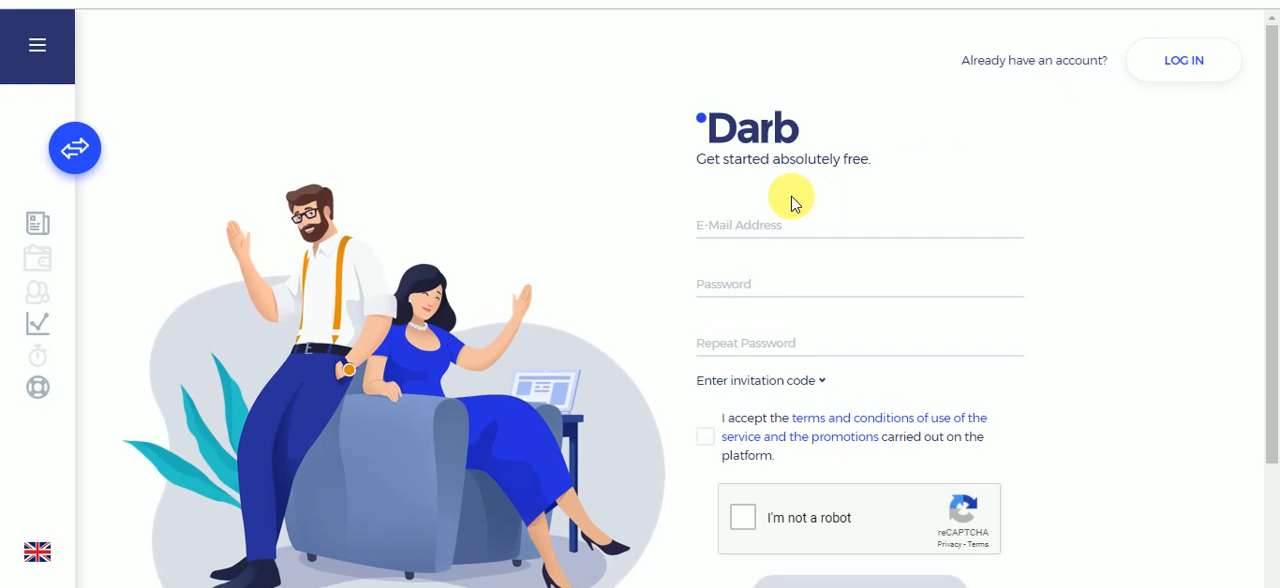 Already have an account?
LOG IN
Darb
Get started absolutely free.
E-Mail Address
Password
Repeat Password
Enter invitation code
I accept the terms and conditions of use of the
service and the promotions carried out on the
platform.
I'm not a robot
reCAPTCHA
Privacy - Terms